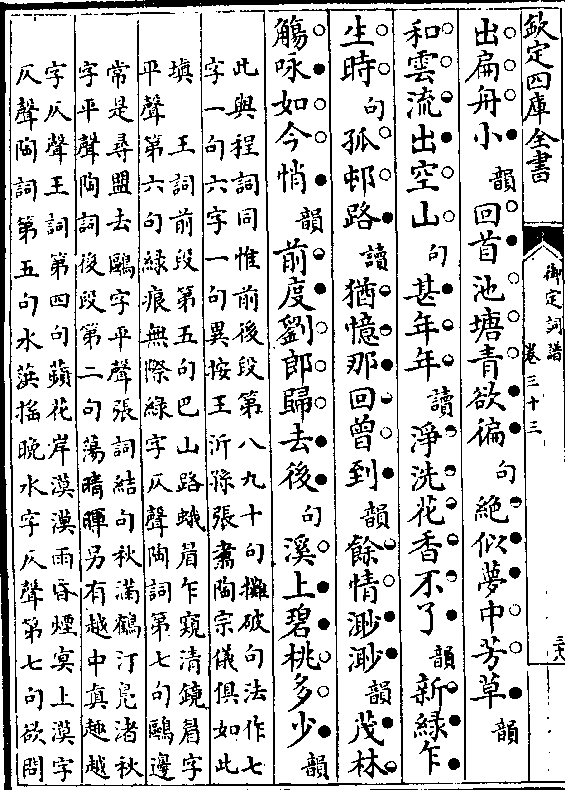 欽定四庫全書
御定詞譜
卷三十三
出扁舟小韻回首池塘青欲徧句絶似夢中芳草韻
和雲流出空山句甚年年讀淨洗花香不了韻新綠乍
生時句孤邨路讀猶憶那回曾到韻餘情渺渺韻茂林
觴咏如今悄韻前度劉郎歸去後句溪上碧桃多少韻
此與程詞同惟前後段第八九十句攤破句法作七
字一句六字一句異按王沂孫張翥陶宗儀俱如此
填 王詞前段第五句巴山路蛾眉乍窺清鏡眉字
平聲第六句綠痕無際綠字仄聲陶詞第七句鷗邊
常是尋盟去鷗字平聲張詞結句秋滿鶴汀鳧渚秋
字平聲陶詞後段第二句蕩晴暉另有越中真趣越
字仄聲王詞第四句蘋花岸漠漠雨昏煙冥上漠字
仄聲陶詞第五句水葓搖晚水字仄聲第七句欲問